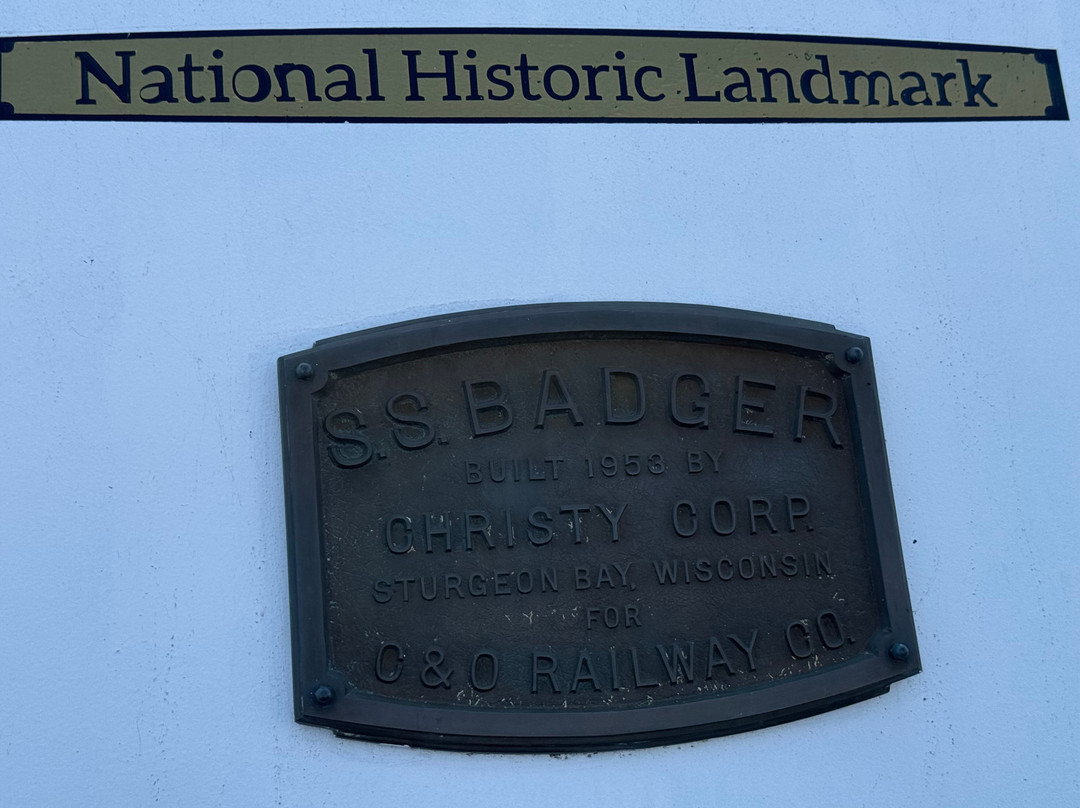 National Historic Landmark
S.S. BADGER
BUILT 1953 BY
CHRISTY CORP.
STURGEON BAY, WISCONSIN
FOR
C & O RAILWAY CO.